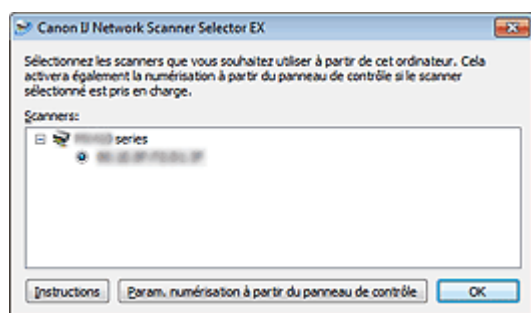 Canon IJ Network Scanner Selector EX
Sélectionnez les scanners que vous souhaitez utiliser à partir de cet ordinateur. Cela
activera également la numérisation à partir du panneau de contrôle si le scanner
sélectionné est pris en charge.
Scanners:
series
Instructions
Param. numérisation à partir du panneau de contrôle
OK